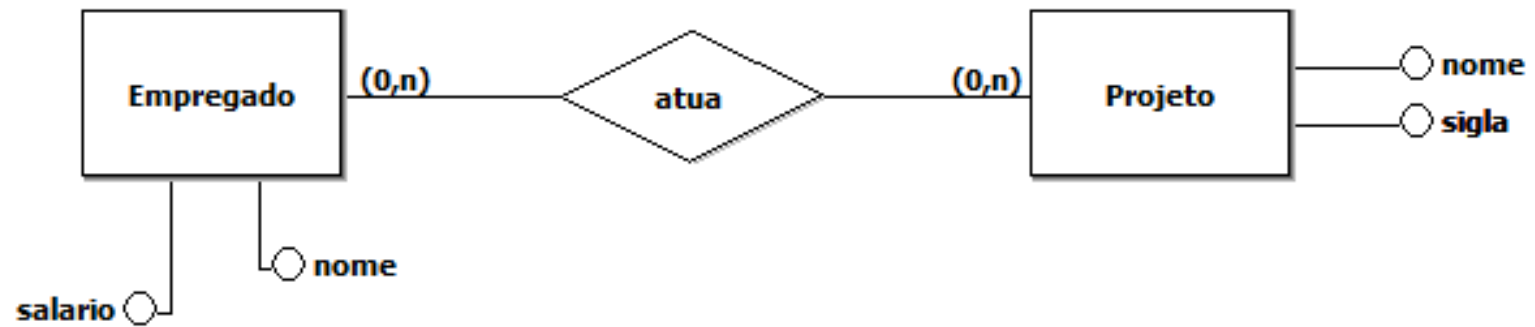 Empregado
(0,n)
atua
(0,n)
Projeto
nome
sigla
nome
salario